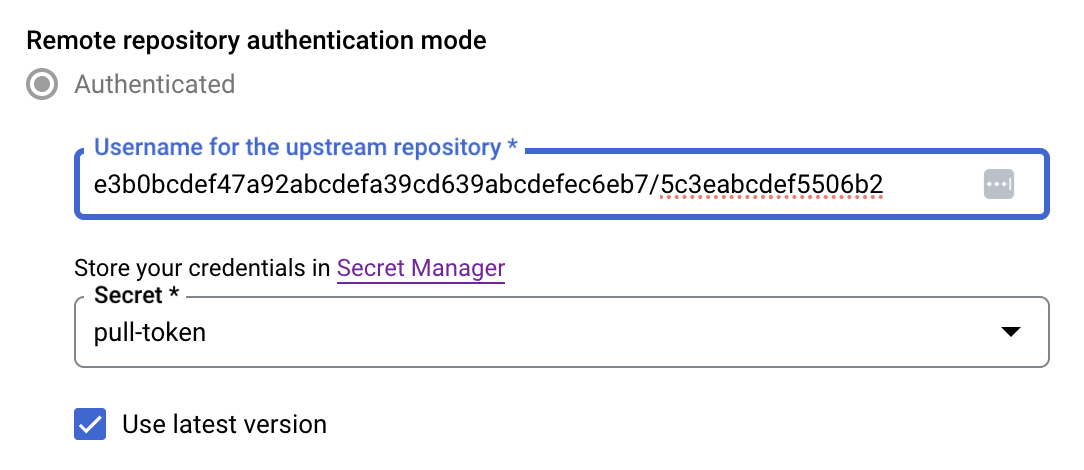 Remote repository authentication mode
Authenticated
Username for the upstream repository *
e3b0bcdef47a92abcdefa39cd639abcdefec6eb7/5c3eabcdef5506b2
Store your credentials in Secret Manager
Secret *
pull-token
Use latest version